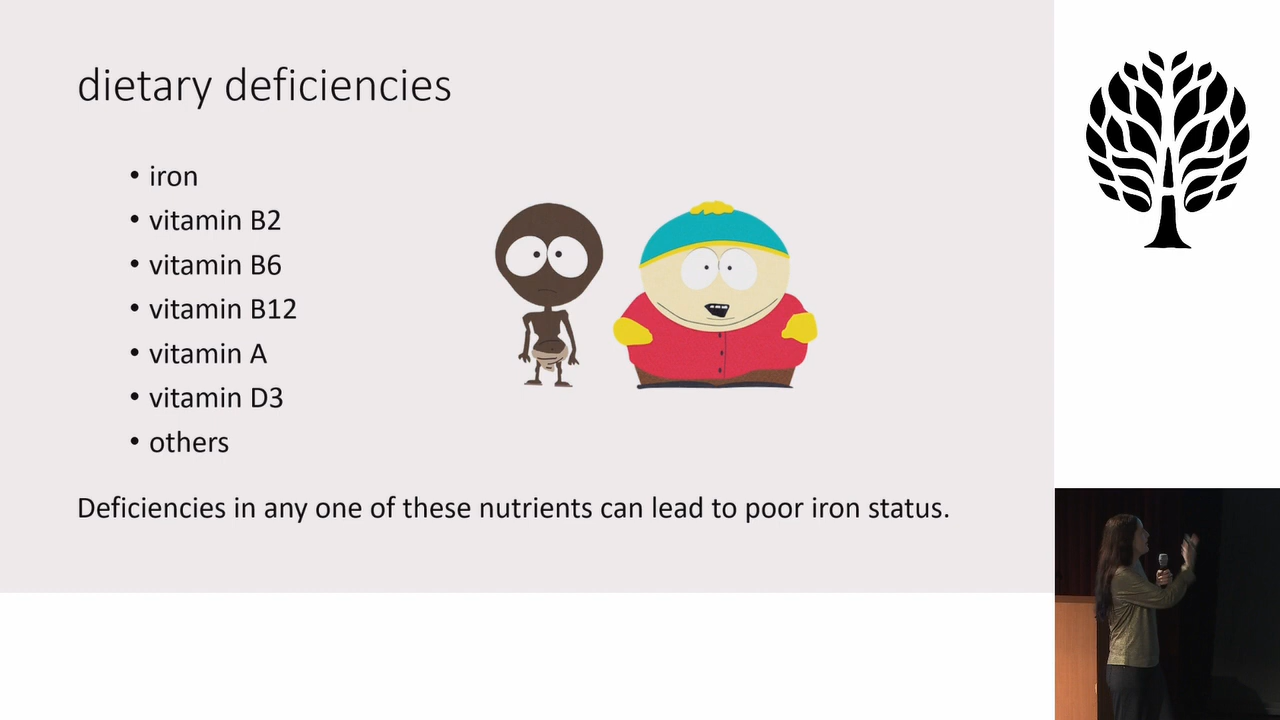 dietary deficiencies
• iron
• vitamin B2
• vitamin B6
• vitamin B12
• vitamin A
• vitamin D3
• others
Deficiencies in any one of these nutrients can lead to poor iron status.